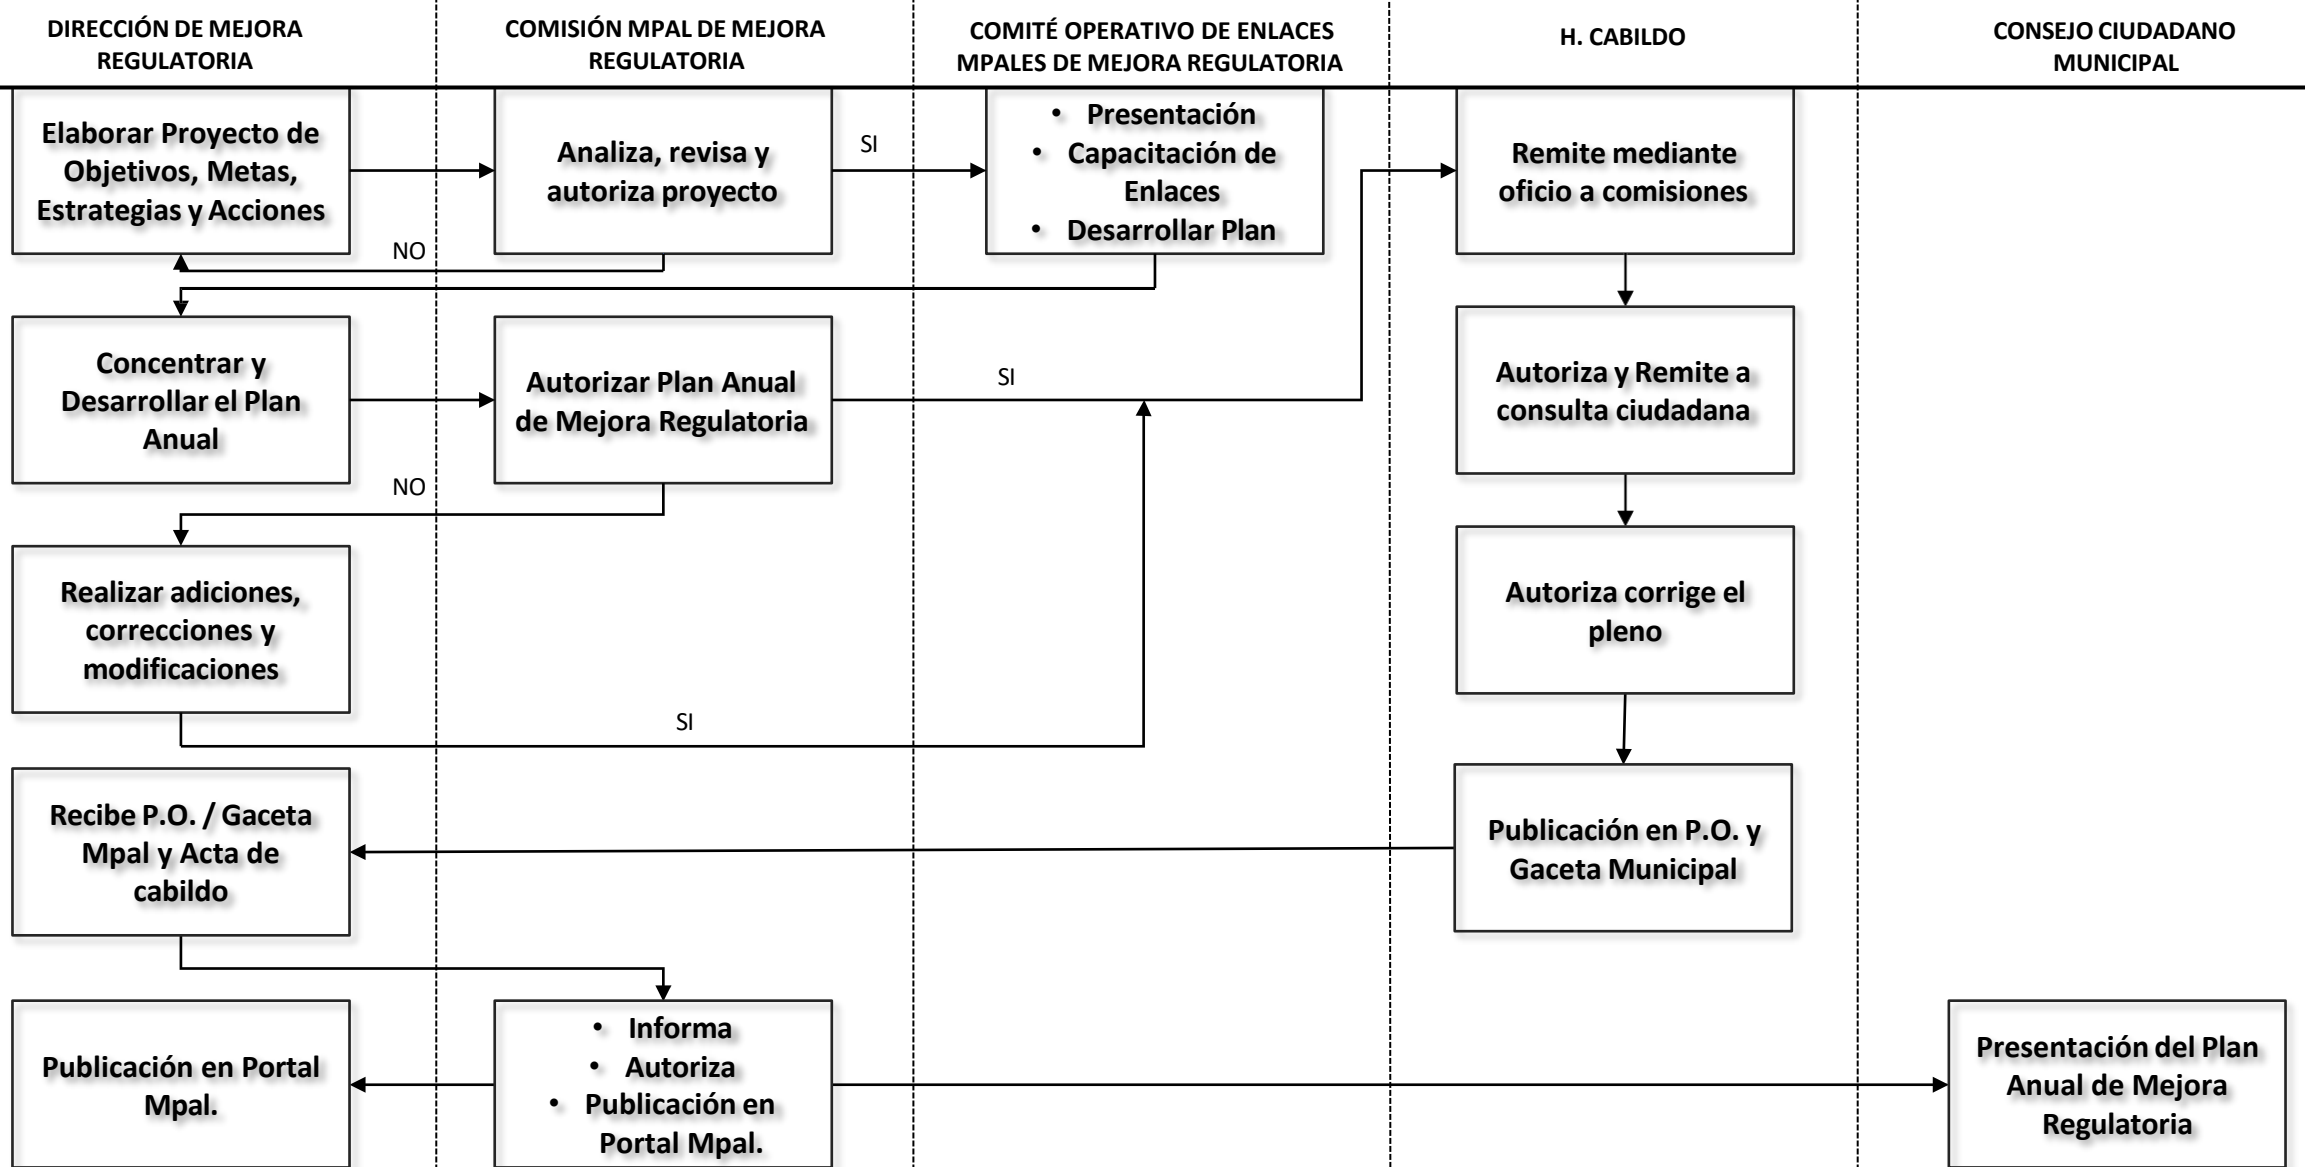 DIRECCIÓN DE MEJORA
REGULATORIA
COMISIÓN MPAL DE MEJORA
REGULATORIA
COMITÉ OPERATIVO DE ENLACES
MPALES DE MEJORA REGULATORIA
H. CABILDO
CONSEJO CIUDADANO
MUNICIPAL
Elaborar Proyecto de
Objetivos, Metas,
Estrategias y Acciones
Analiza, revisa y
autoriza proyecto
SI
• Presentación
• Capacitación de
Enlaces
• Desarrollar Plan
Remite mediante
oficio a comisiones
NO
Concentrar y
Desarrollar el Plan
Anual
Autorizar Plan Anual
de Mejora Regulatoria
SI
Autoriza y Remite a
consulta ciudadana
NO
Realizar adiciones,
correcciones y
modificaciones
Autoriza corrige el
pleno
SI
Recibe P.O. / Gaceta
Mpal y Acta de
cabildo
Publicación en P.O. y
Gaceta Municipal
Publicación en Portal
Mpal.
• Informa
• Autoriza
• Publicación en
Portal Mpal.
Presentación del Plan
Anual de Mejora
Regulatoria